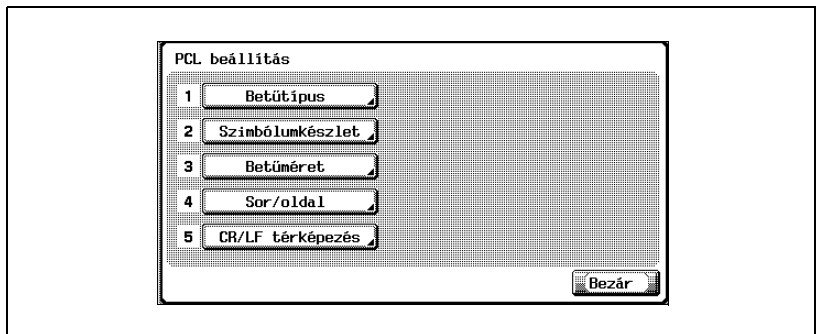 PCL beállítás
1 Betűtípus
2 Szimbólumkészlet
3 Betűméret
4 Sor/oldal
5 CR/LF térképezés
Bezár